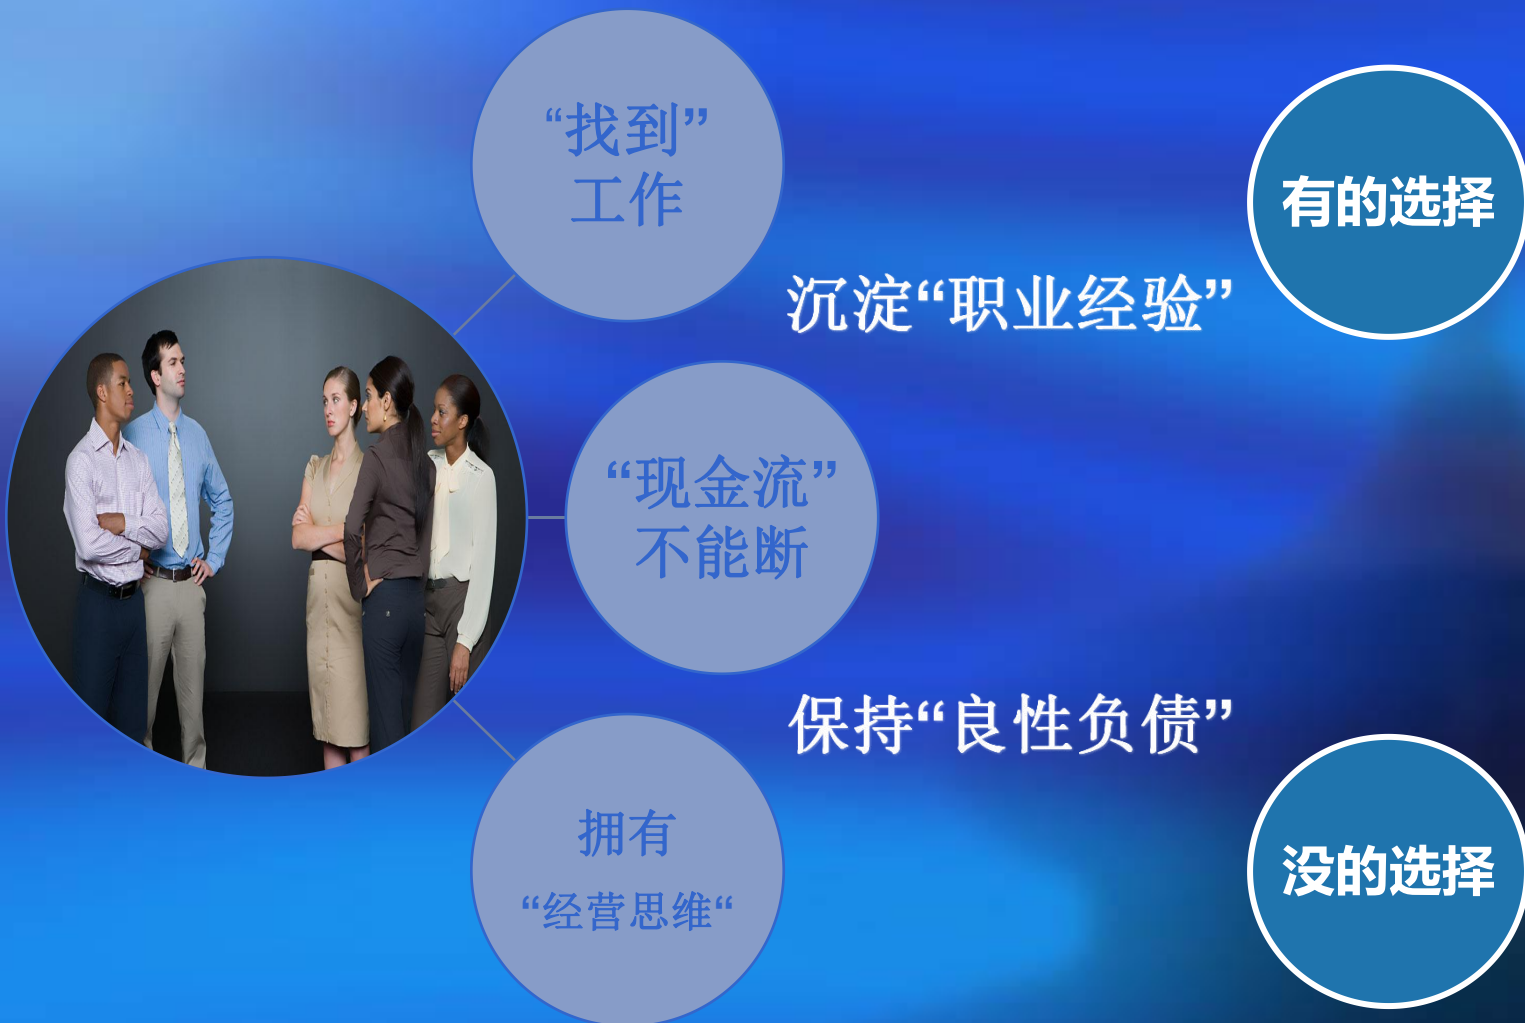 “找到”
工作
有的选择
沉淀“职业经验”
“现金流”
不能断
保持“良性负债”
拥有
“经营思维“
没的选择